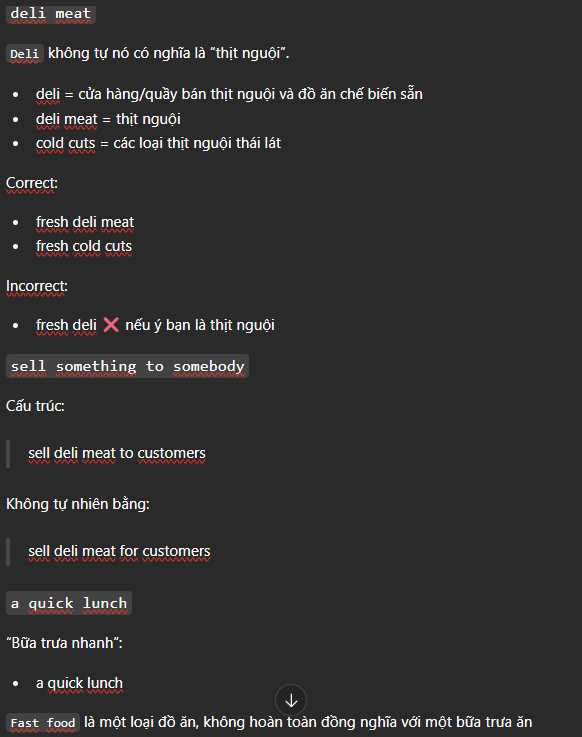 deli meat
Deli không tự nó có nghĩa là “thịt nguội”.
deli = cửa hàng/quầy bán thịt nguội và đồ ăn chế biến sẵn
deli meat = thịt nguội
cold cuts = các loại thịt nguội thái lát
Correct:
fresh deli meat
fresh cold cuts
Incorrect:
fresh deli ❌ nếu ý bạn là thịt nguội
sell something to somebody
Cấu trúc:
sell deli meat to customers
Không tự nhiên bằng:
sell deli meat for customers
a quick lunch
“Bữa trưa nhanh”:
a quick lunch
Fast food là một loại đồ ăn, không hoàn toàn đồng nghĩa với một bữa trưa ăn